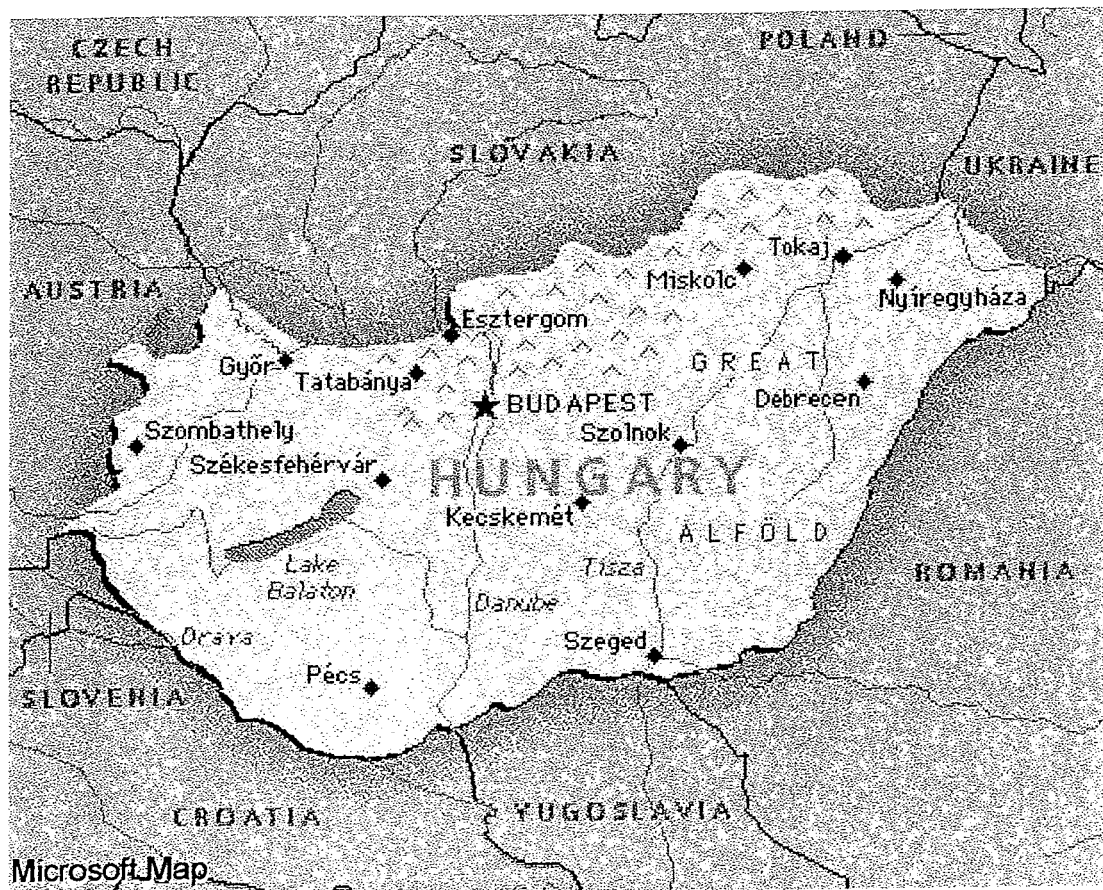 CZECH
REPUBLIC
POLAND
SLOVAKIA
UKRAINE
AUSTRIA
Tokaj
Miskolc
Nyíregyháza
Esztergom
Győr
Tatabánya
GREAT
Debrecen
BUDAPEST
Szombathely
Szolnok
Székesfehérvár
HUNGARY
Kecskemét
ALFÖLD
Lake
Balaton
Tisza
ROMANIA
Danube
Drava
Szeged
Pécs
SLOVENIA
CROATIA
YUGOSLAVIA
Microsoft Map